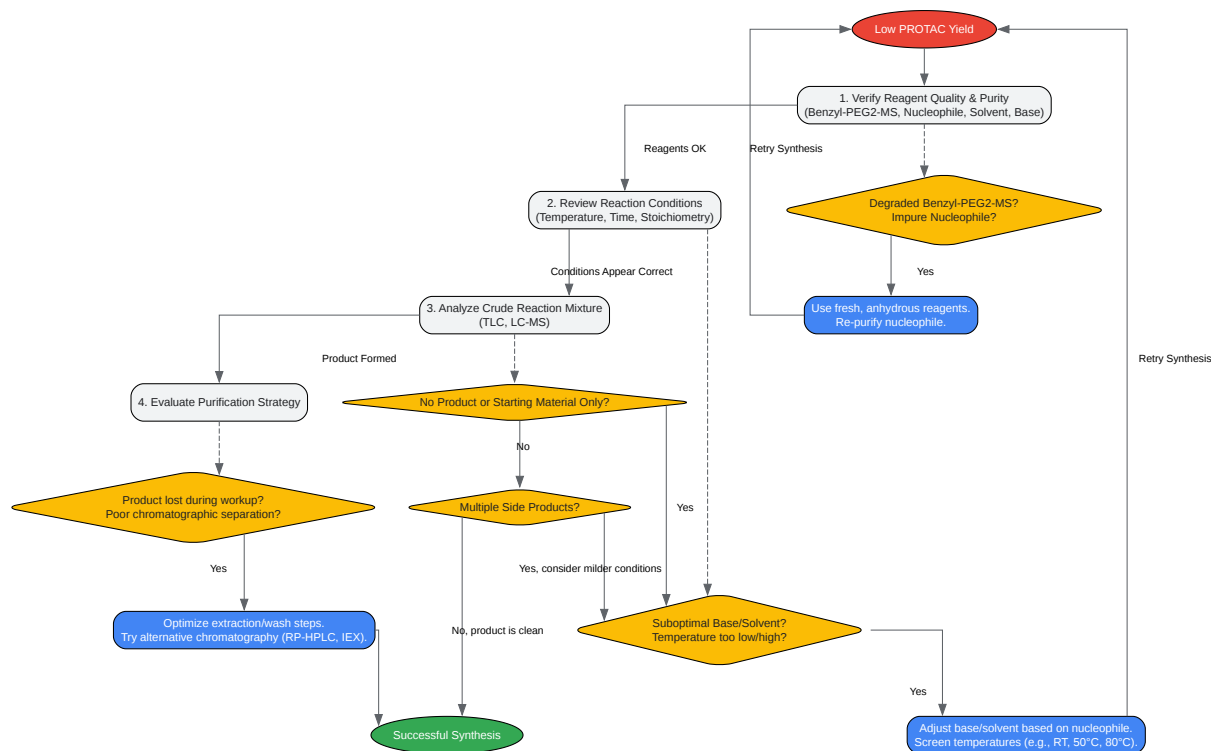 Low PROTAC Yield
1. Verify Reagent Quality & Purity
(Benzyl-PEG2-MS, Nucleophile, Solvent, Base)
Reagents OK
Retry Synthesis
2. Review Reaction Conditions
(Temperature, Time, Stoichiometry)
Degraded Benzyl-PEG2-MS?
Impure Nucleophile?
Conditions Appear Correct
Yes
3. Analyze Crude Reaction Mixture
(TLC, LC-MS)
Use fresh, anhydrous reagents.
Re-purify nucleophile.
Product Formed
Retry Synthesis
4. Evaluate Purification Strategy
No Product or Starting Material Only?
No
Product lost during workup?
Poor chromatographic separation?
Multiple Side Products?
Yes
Yes
Yes, consider milder conditions
Optimize extraction/wash steps.
Try alternative chromatography (RP-HPLC, IEX).
No, product is clean
Suboptimal Base/Solvent?
Temperature too low/high?
Yes
Successful Synthesis
Adjust base/solvent based on nucleophile.
Screen temperatures (e.g., RT, 50°C, 80°C).